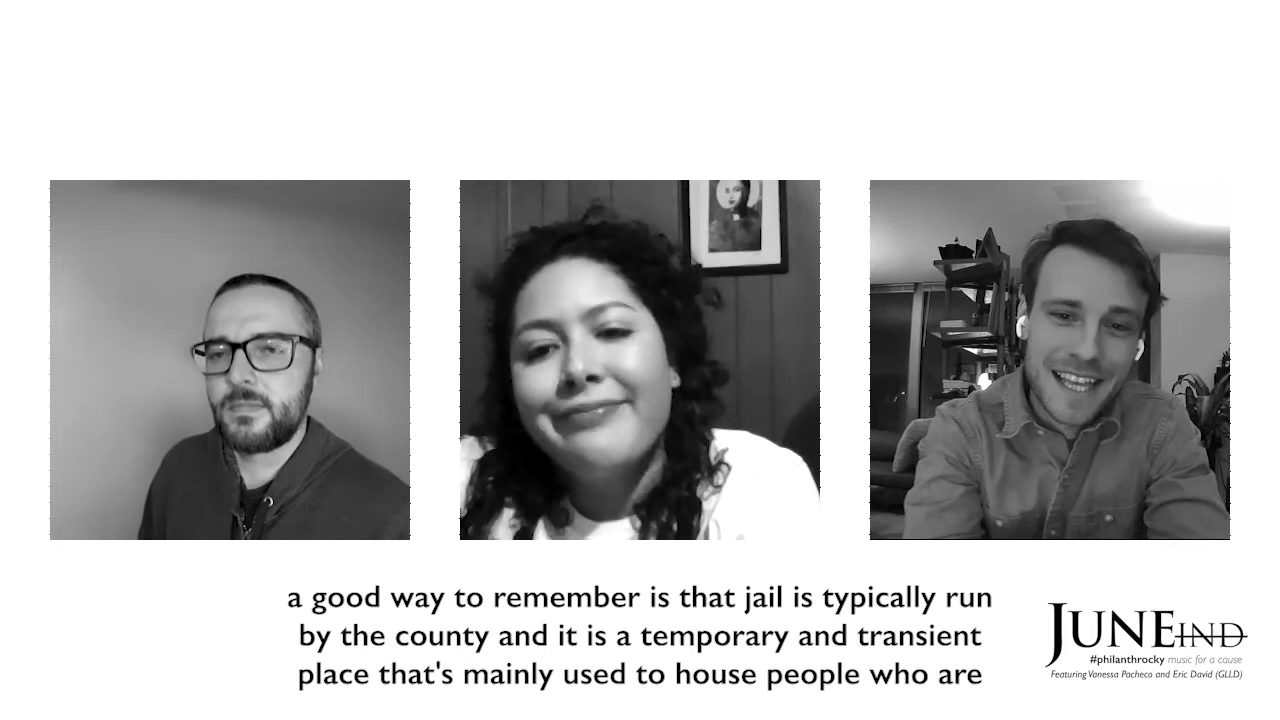 a good way to remember is that jail is typically run
by the county and it is a temporary and transient
place that's mainly used to house people who are
JUNEIND
#philanthrocky music for a cause
Featuring Vanessa Pacheco and Eric David (GLLD)